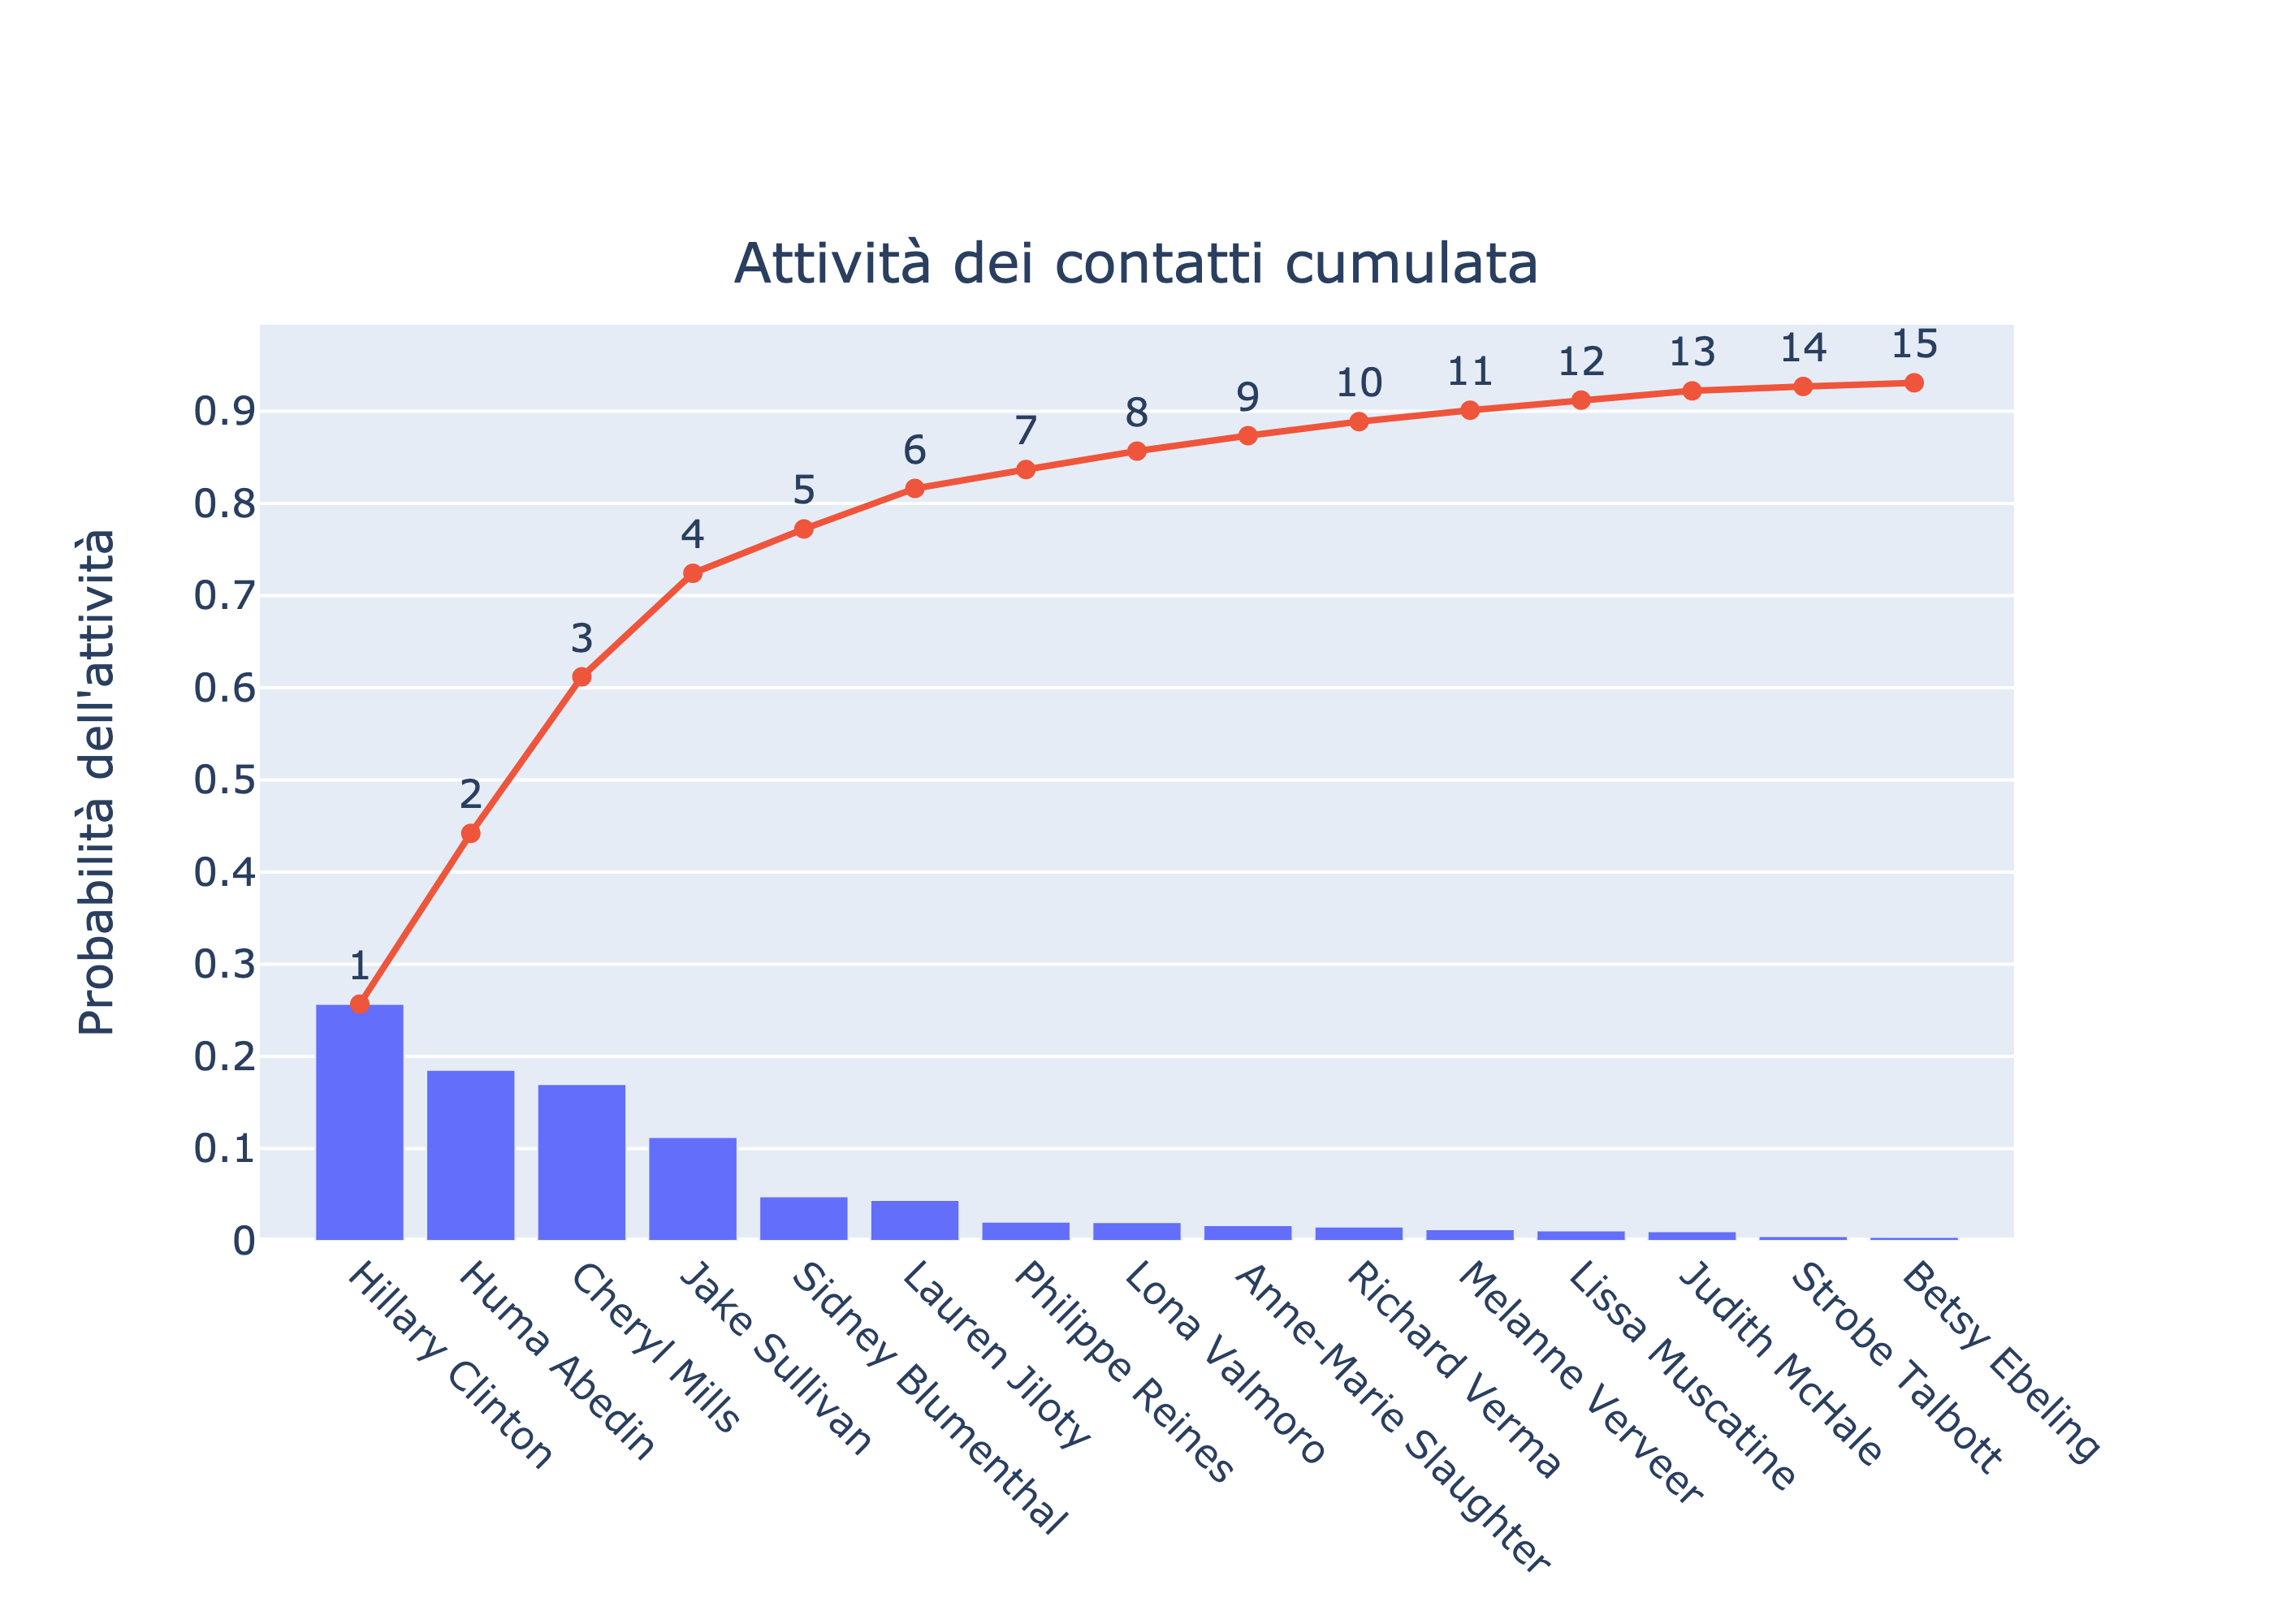 Attività dei contatti cumulata
Probabilità dell'attività
0.9
0.8
0.7
0.6
0.5
0.4
0.3
0.2
0.1
0
1
2
3
4
5
6
7
8
9
10
11
12
13
14
15
Hillary Clinton
Huma Abedin
Cheryl Mills
Jake Sullivan
Sidney Blumenthal
Lauren Jiloty
Philippe Reines
Lona Valmoro
Anne-Marie Slaughter
Richard Verma
Melanne Verveer
Lissa Muscatine
Judith McHale
Strobe Talbott
Betsy Ebeling